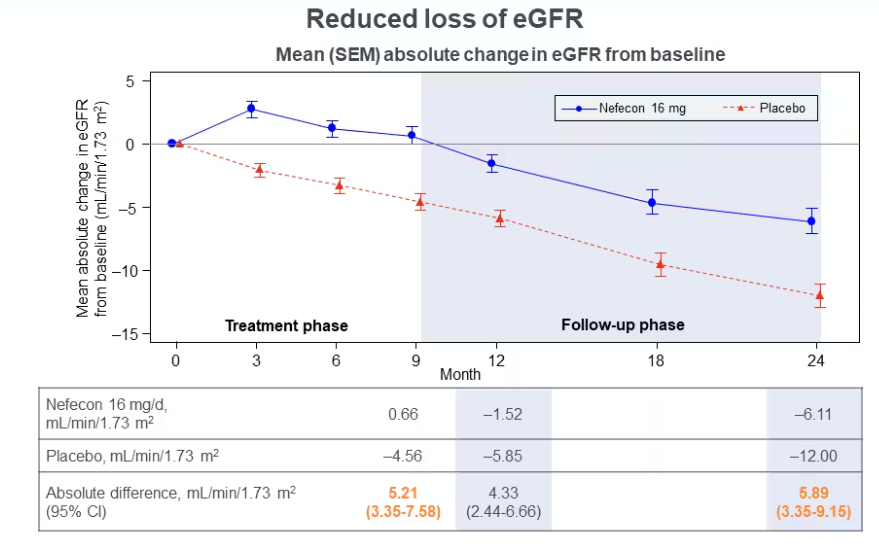 Reduced loss of eGFR
Mean (SEM) absolute change in eGFR from baseline
Mean absolute change in eGFR
from baseline (mL/min/1.73 m²)
5
0
–5
–10
–15
Nefecon 16 mg
Placebo
Treatment phase
Follow-up phase
0 3 6 9 12 18 24
Month
Nefecon 16 mg/d,
mL/min/1.73 m² 0.66 –1.52 –6.11
Placebo, mL/min/1.73 m² –4.56 –5.85 –12.00
Absolute difference, mL/min/1.73 m² 5.21 4.33 5.89
(95% CI) (3.35-7.58) (2.44-6.66) (3.35-9.15)